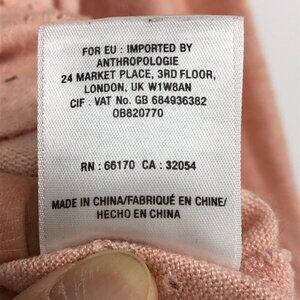 FOR EU : IMPORTED BY
ANTHROPOLOGIE
24 MARKET PLACE, 3RD FLOOR,
LONDON, UK W1W8AN
CIF : VAT No. GB 684936382
OB820770
RN : 66170 CA : 32054
MADE IN CHINA/FABRIQUÉ EN CHINE/
HECHO EN CHINA